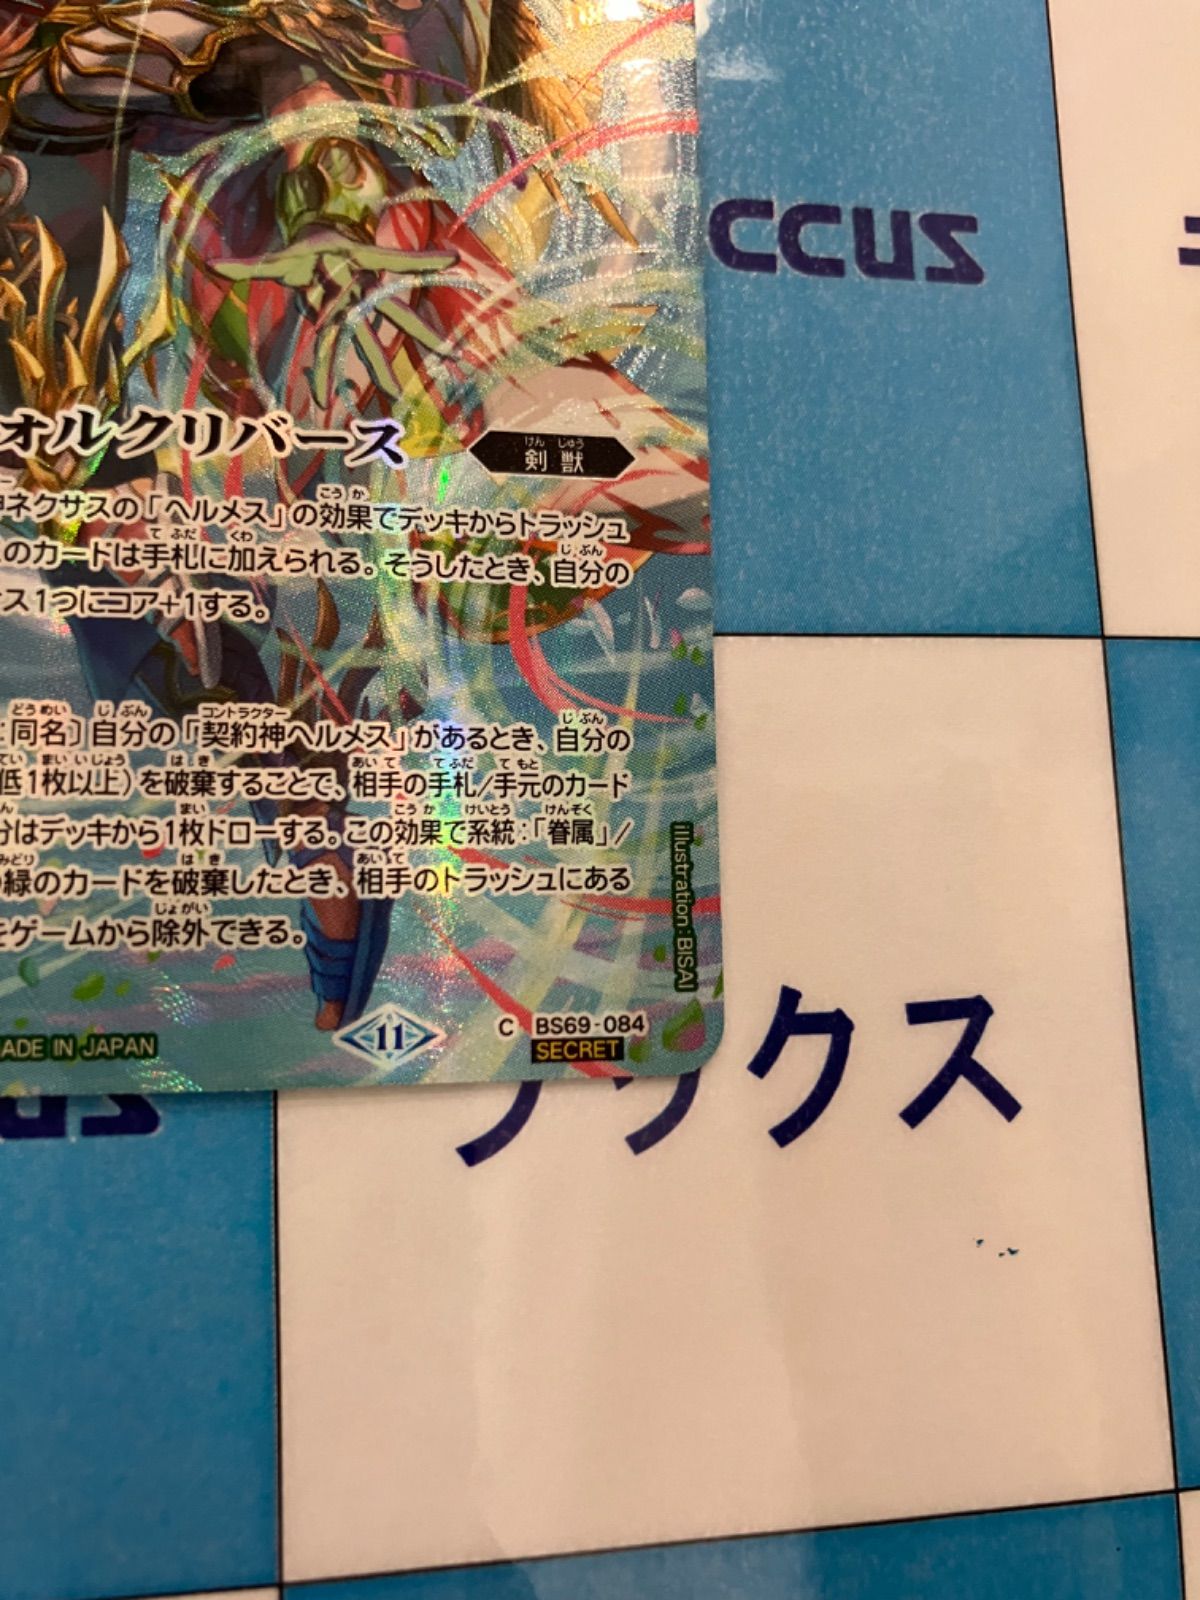 ccus
ォルクリバース
けん じゅう
剣獣
ネクサスの「ヘルメス」の効果でデッキからトラッシュ
のカードは手札に加えられる。そうしたとき、自分の
ス1つにコア+1する。
:同名］自分の「契約神ヘルメス」があるとき、自分の
低1枚以上）を破棄することで、相手の手札/手元のカード
分はデッキから1枚ドローする。この効果で系統:「眷属」/
緑のカードを破棄したとき、相手のトラッシュにある
をゲームから除外できる。
Illustration:BISAI
ADE IN JAPAN
11
C BS69-084
SECRET
クス